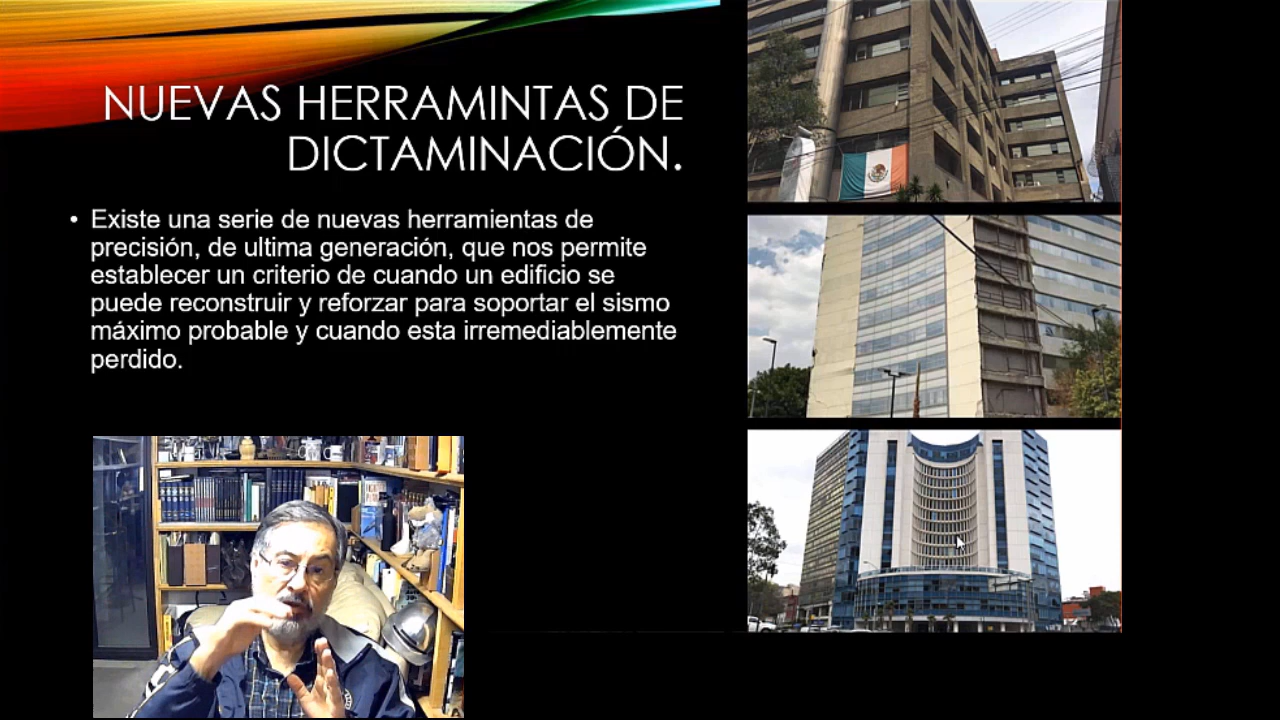 NUEVAS HERRAMINTAS DE
DICTAMINACIÓN.
• Existe una serie de nuevas herramientas de
precisión, de ultima generación, que nos permite
establecer un criterio de cuando un edificio se
puede reconstruir y reforzar para soportar el sismo
máximo probable y cuando esta irremediablemente
perdido.